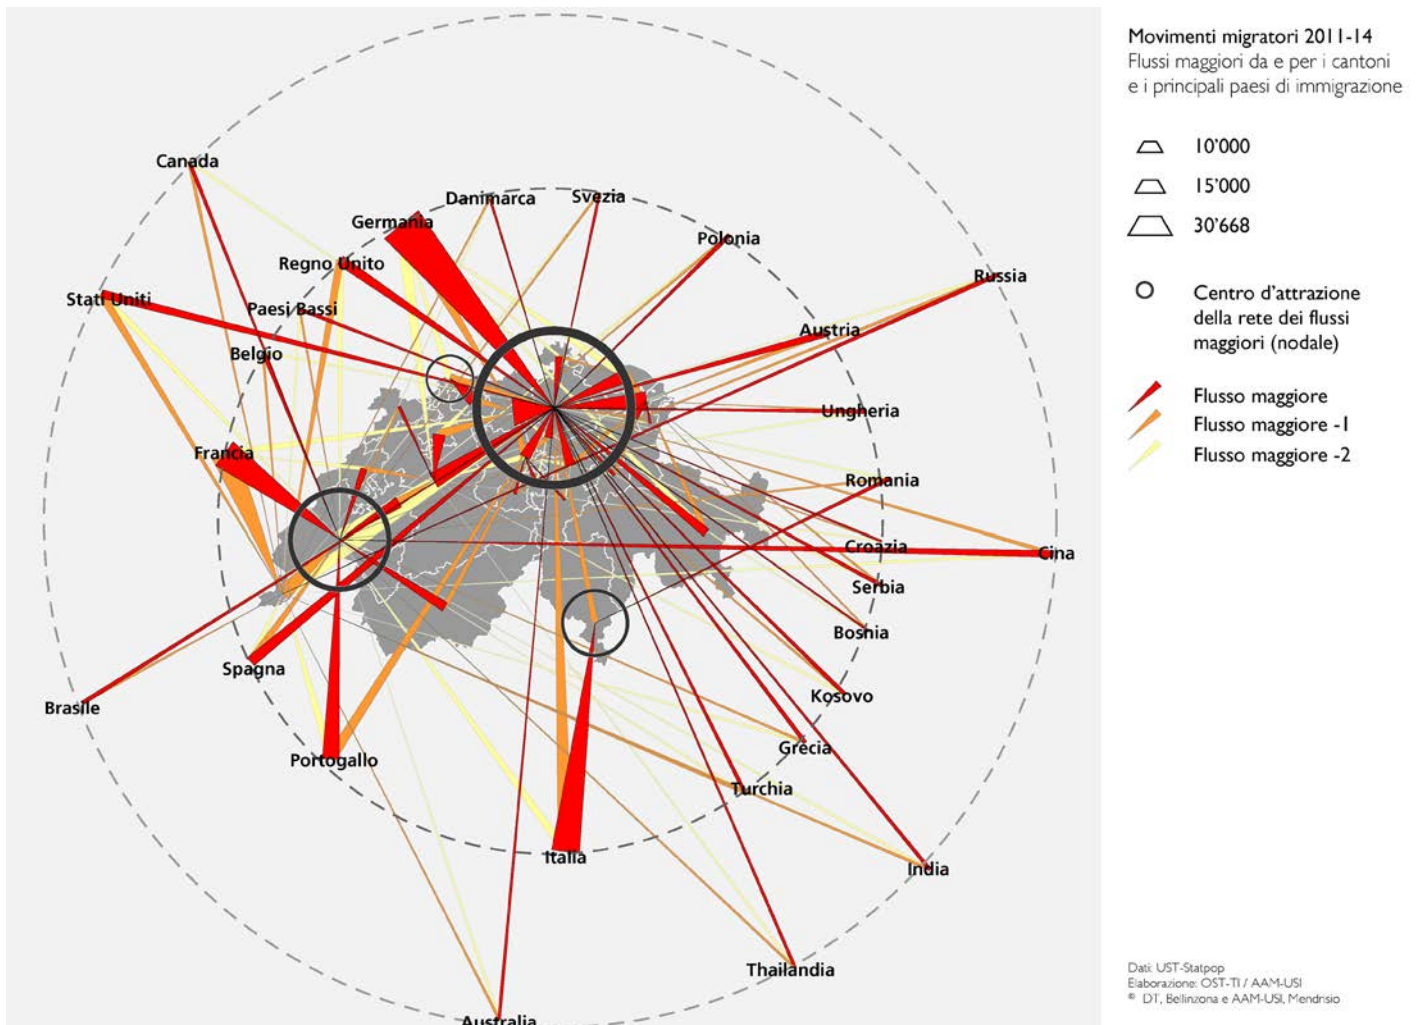 Movimenti migratori 2011-14
Flussi maggiori da e per i cantoni
e i principali paesi di immigrazione
10'000
15'000
30'668
Centro d'attrazione
della rete dei flussi
maggiori (nodale)
Flusso maggiore
Flusso maggiore -1
Flusso maggiore -2
Canada
Danimarca
Svezia
Germania
Polonia
Regno Unito
Russia
Stati Uniti
Paesi Bassi
Austria
Belgio
Ungheria
Francia
Romania
Croazia
Cina
Serbia
Bosnia
Spagna
Kosovo
Brasile
Grecia
Portogallo
Turchia
Italia
India
Thailandia
Australia
Dati: UST-Statpop
Elaborazione: OST-TI / AAM-USI
© DT, Bellinzona e AAM-USI, Mendrisio